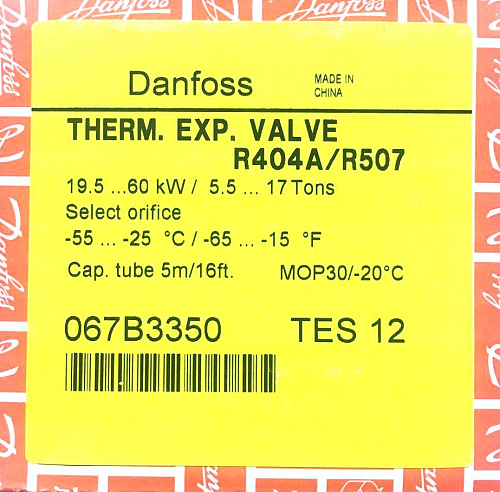 Danfoss
MADE IN
CHINA
THERM. EXP. VALVE
R404A/R507
19.5 ...60 kW / 5.5 ... 17 Tons
Select orifice
-55 ... -25 °C / -65 ... -15 °F
Cap. tube 5m/16ft. MOP30/-20°C
067B3350 TES 12